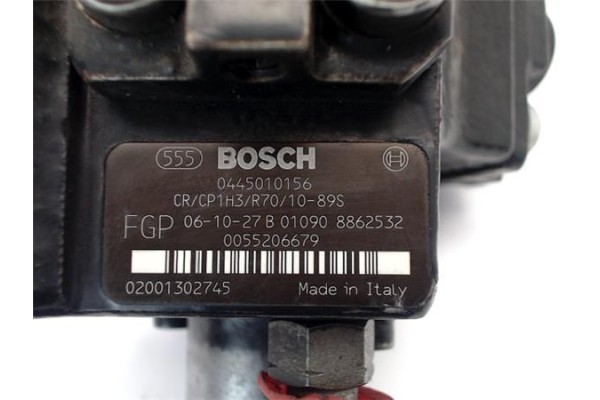 555 BOSCH
0445010156
CR/CP1H3/R70/10-89S
FGP 06-10-27 B 01090 8862532
0055206679
02001302745 Made in Italy